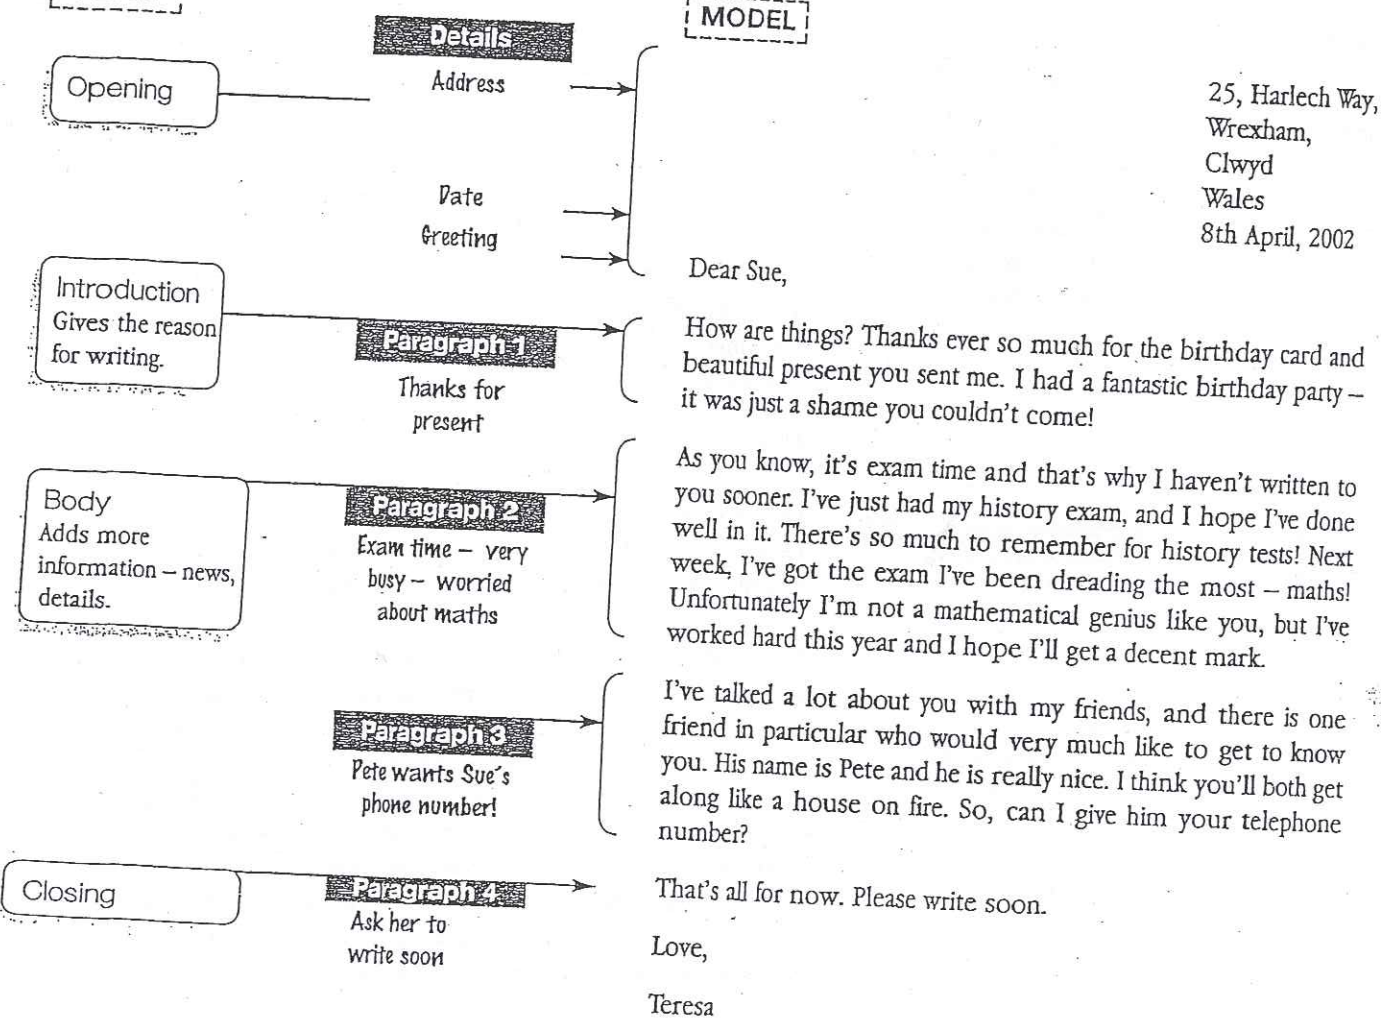 MODEL
Details
Opening
Address
25, Harlech Way,
Wrexham,
Clwyd
Wales
8th April, 2002
Date
Greeting
Dear Sue,
Introduction
Gives the reason
for writing.
Paragraph 1
Thanks for
present
How are things? Thanks ever so much for the birthday card and
beautiful present you sent me. I had a fantastic birthday party –
it was just a shame you couldn't come!
Body
Adds more
information – news,
details.
Paragraph 2
Exam time – very
busy – worried
about maths
As you know, it's exam time and that's why I haven't written to
you sooner. I've just had my history exam, and I hope I've done
well in it. There's so much to remember for history tests! Next
week, I've got the exam I've been dreading the most – maths!
Unfortunately I'm not a mathematical genius like you, but I've
worked hard this year and I hope I'll get a decent mark.
Paragraph 3
Pete wants Sue's
phone number!
I've talked a lot about you with my friends, and there is one
friend in particular who would very much like to get to know
you. His name is Pete and he is really nice. I think you'll both get
along like a house on fire. So, can I give him your telephone
number?
Closing
Paragraph 4
Ask her to
write soon
That's all for now. Please write soon.
Love,
Teresa